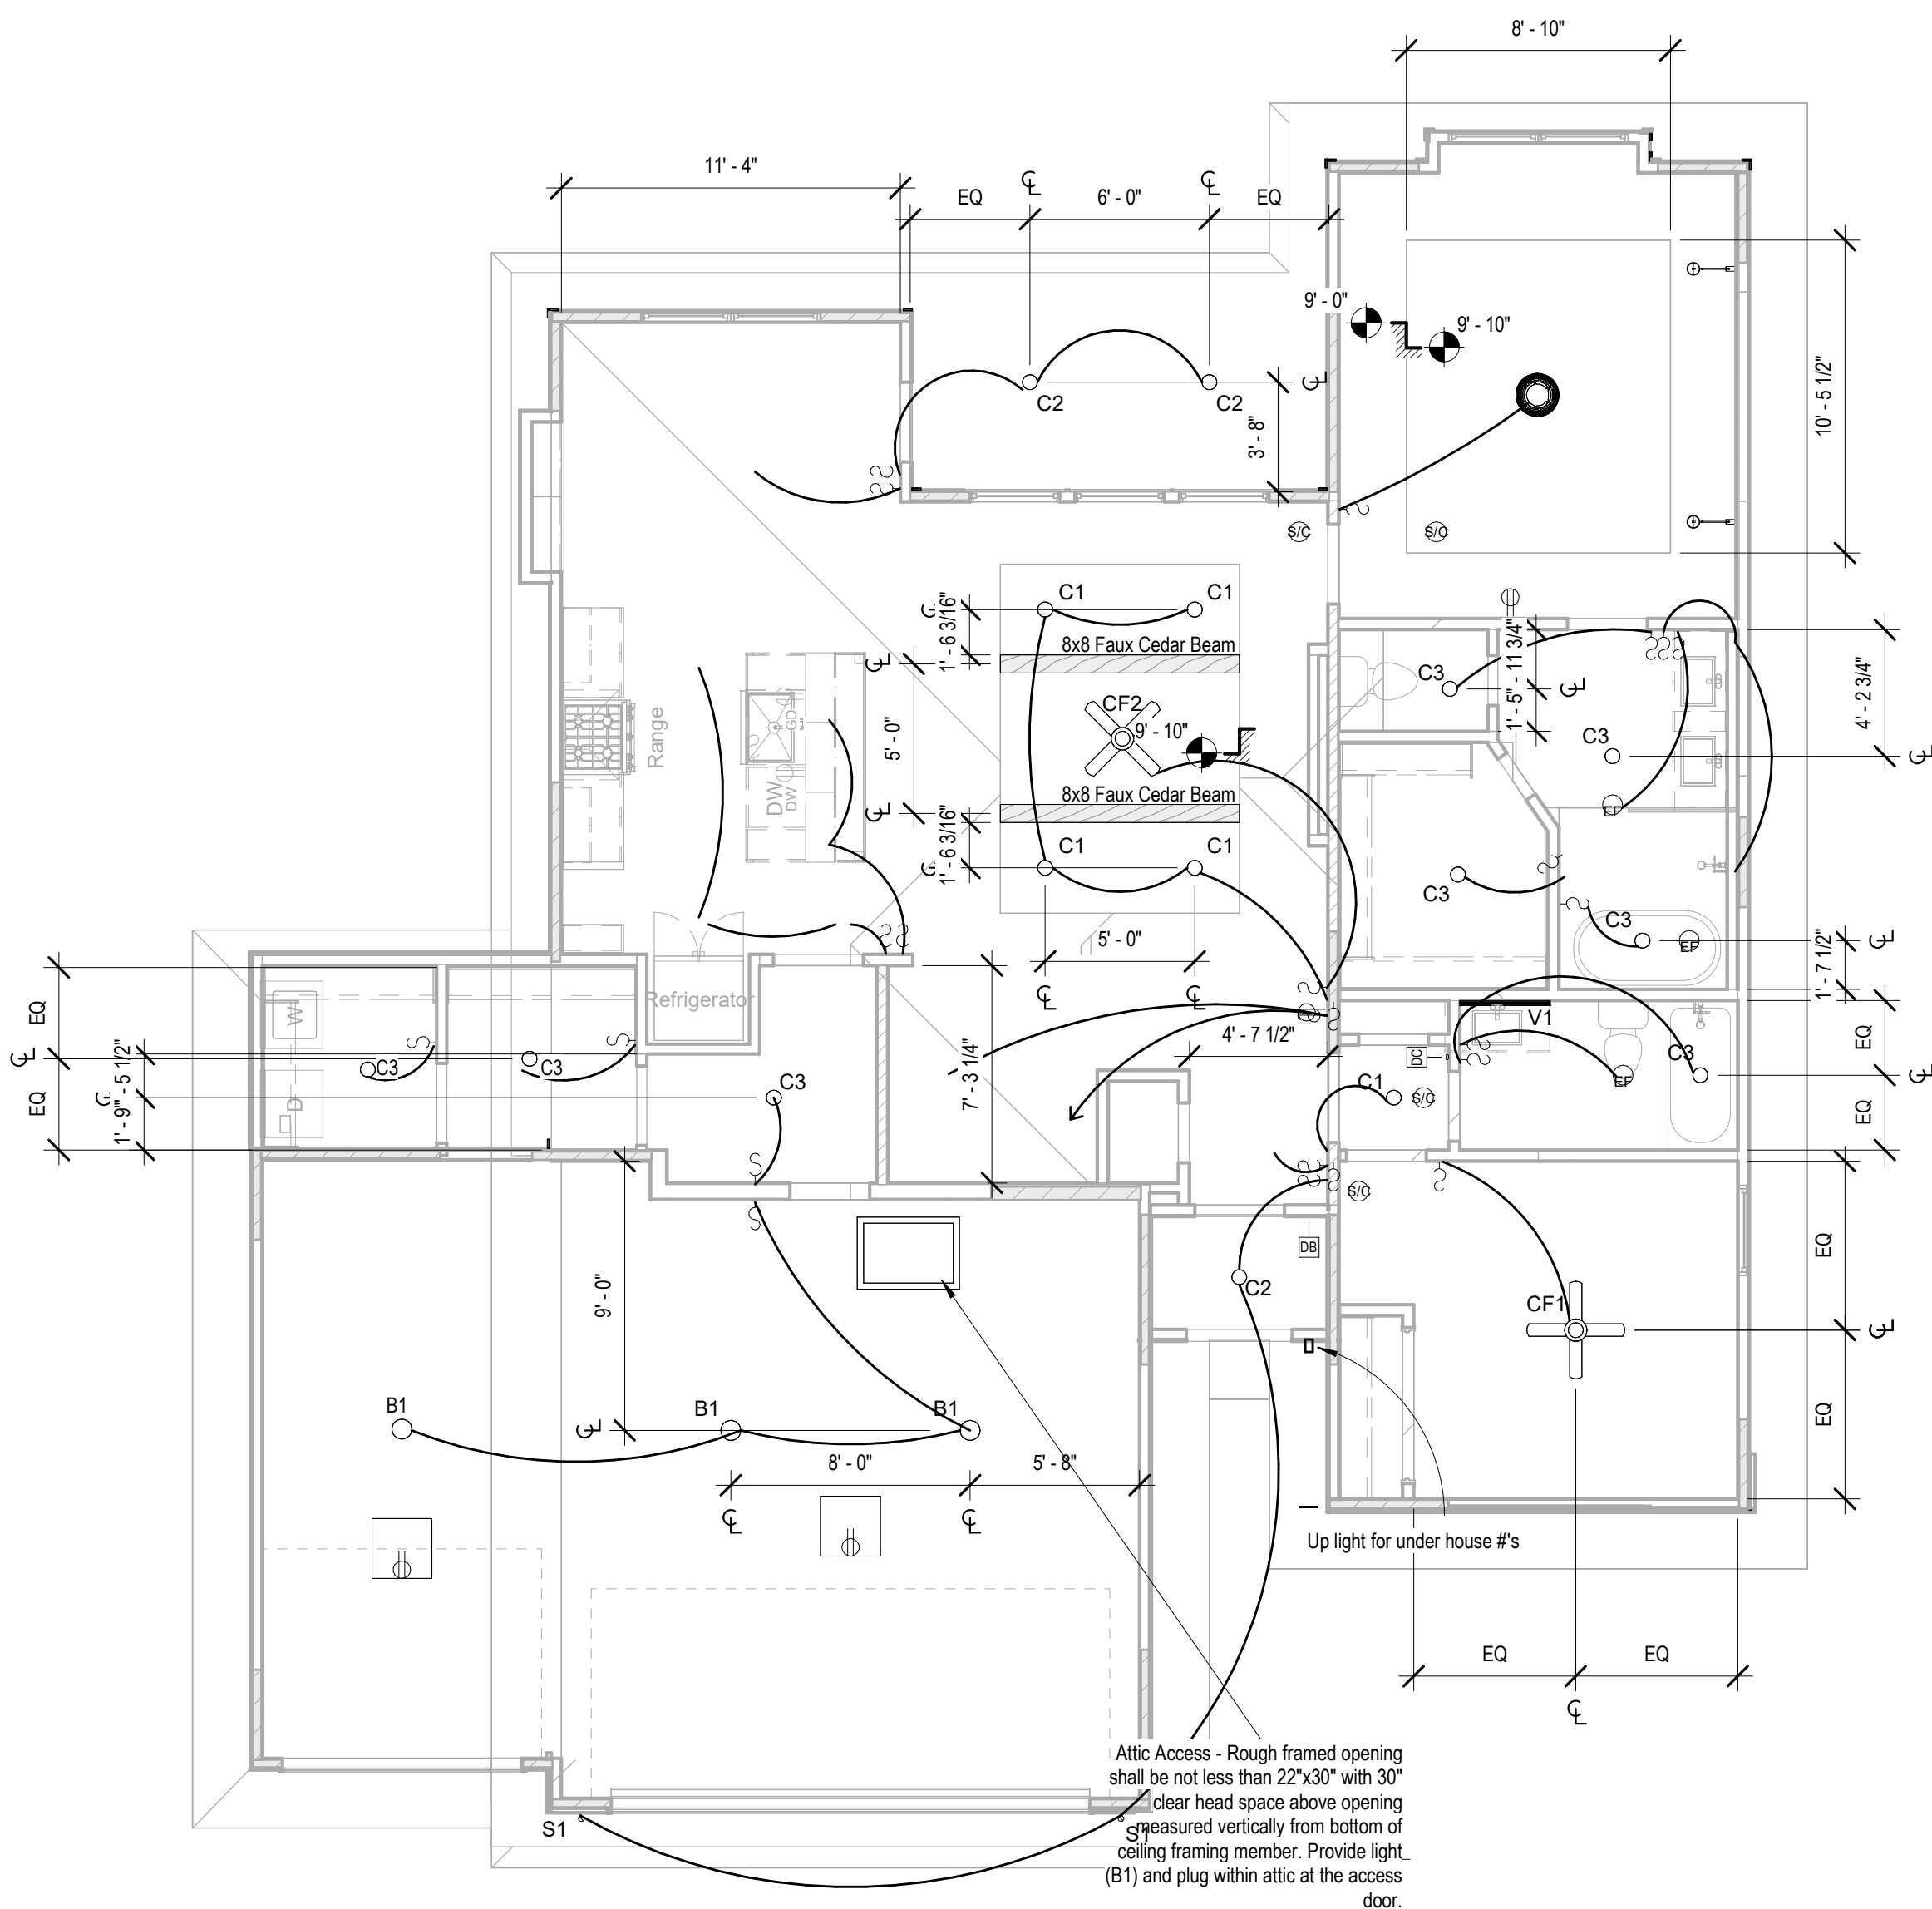 8' - 10"
11' - 4"
EQ
6' - 0"
EQ
9' - 0"
9' - 10"
10' - 5 1/2"
C2
C2
3' - 8"
S/C
S/C
C1
C1
1' - 6 3/16"
8x8 Faux Cedar Beam
1' - 5"
- 11 3/4"
4' - 2 3/4"
C3
CF2
9' - 10"
GD
Range
5' - 0"
C3
DW
DW
8x8 Faux Cedar Beam
EF
1' - 6 3/16"
C1
C1
C3
C3
EF
5' - 0"
1' - 7 1/2"
Refrigerator
W
EQ
V1
4' - 7 1/2"
EQ
1' - 9"
- 5 1/2"
C3
C3
C3
7' - 3 1/4"
DC
C3
EF
C1
S/C
EQ
D
EQ
S/C
DB
9' - 0"
C2
EQ
CF1
B1
B1
B1
EQ
8' - 0"
5' - 8"
Up light for under house #'s
EQ
EQ
Attic Access - Rough framed opening
shall be not less than 22"x30" with 30"
clear head space above opening
measured vertically from bottom of
ceiling framing member. Provide light
(B1) and plug within attic at the access
door.
S1
S1